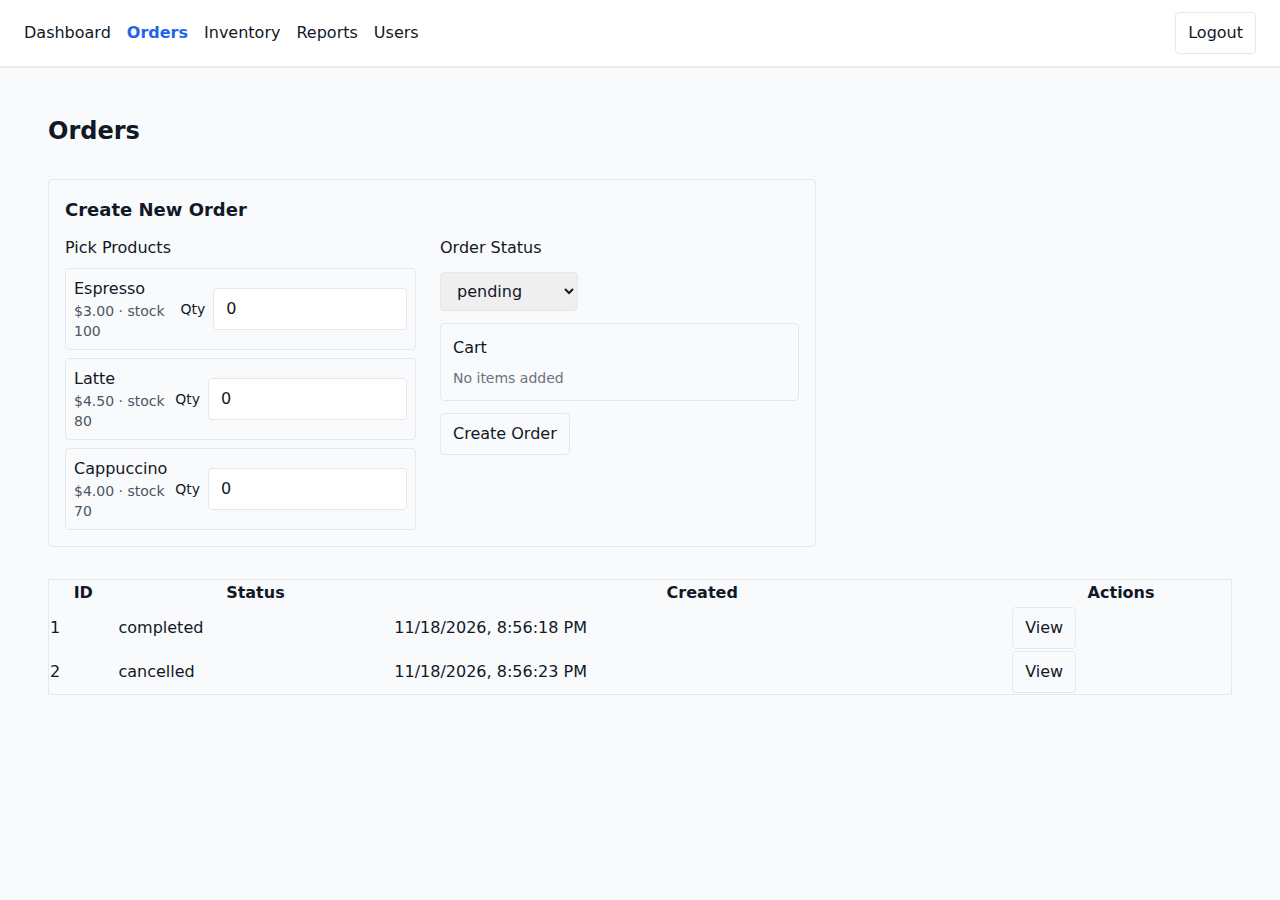 Dashboard Orders Inventory Reports Users Logout
Orders
Create New Order
Pick Products
Espresso
$3.00 · stock 100
Qty 0
Latte
$4.50 · stock 80
Qty 0
Cappuccino
$4.00 · stock 70
Qty 0
Order Status
pending
Cart
No items added
Create Order
ID Status Created Actions
1 completed 11/18/2026, 8:56:18 PM View
2 cancelled 11/18/2026, 8:56:23 PM View